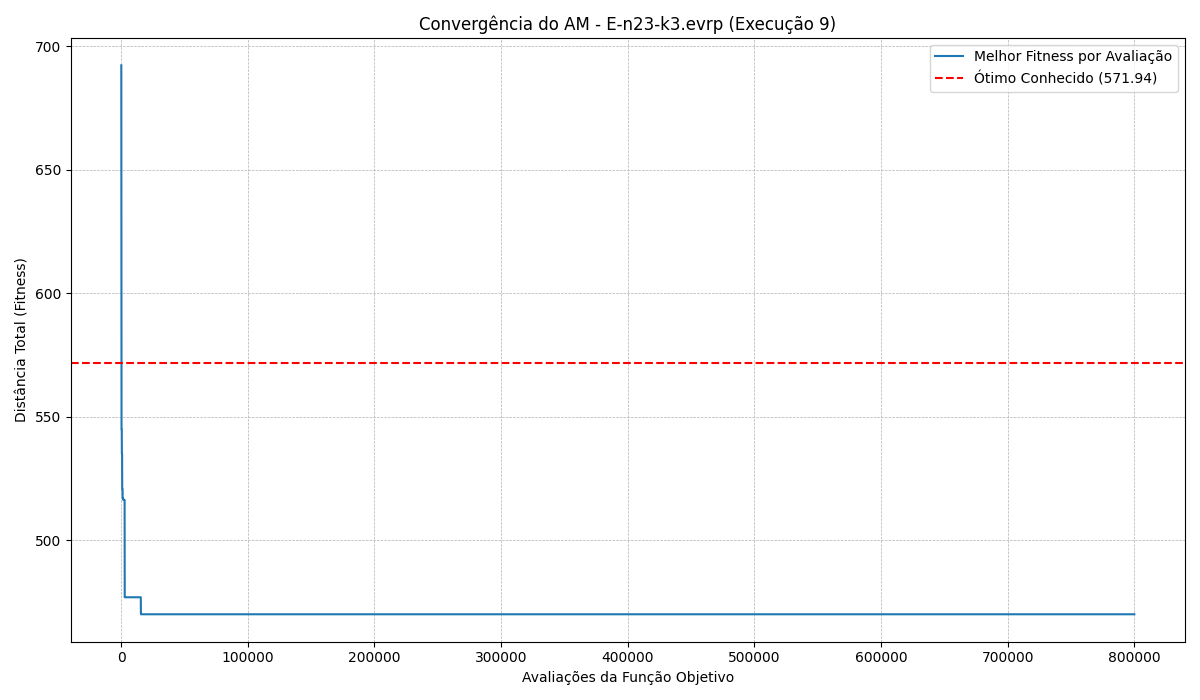 Convergência do AM - E-n23-k3.evrp (Execução 9)
Melhor Fitness por Avaliação
Ótimo Conhecido (571.94)
Distância Total (Fitness)
700
650
600
550
500
0 100000 200000 300000 400000 500000 600000 700000 800000
Avaliações da Função Objetivo